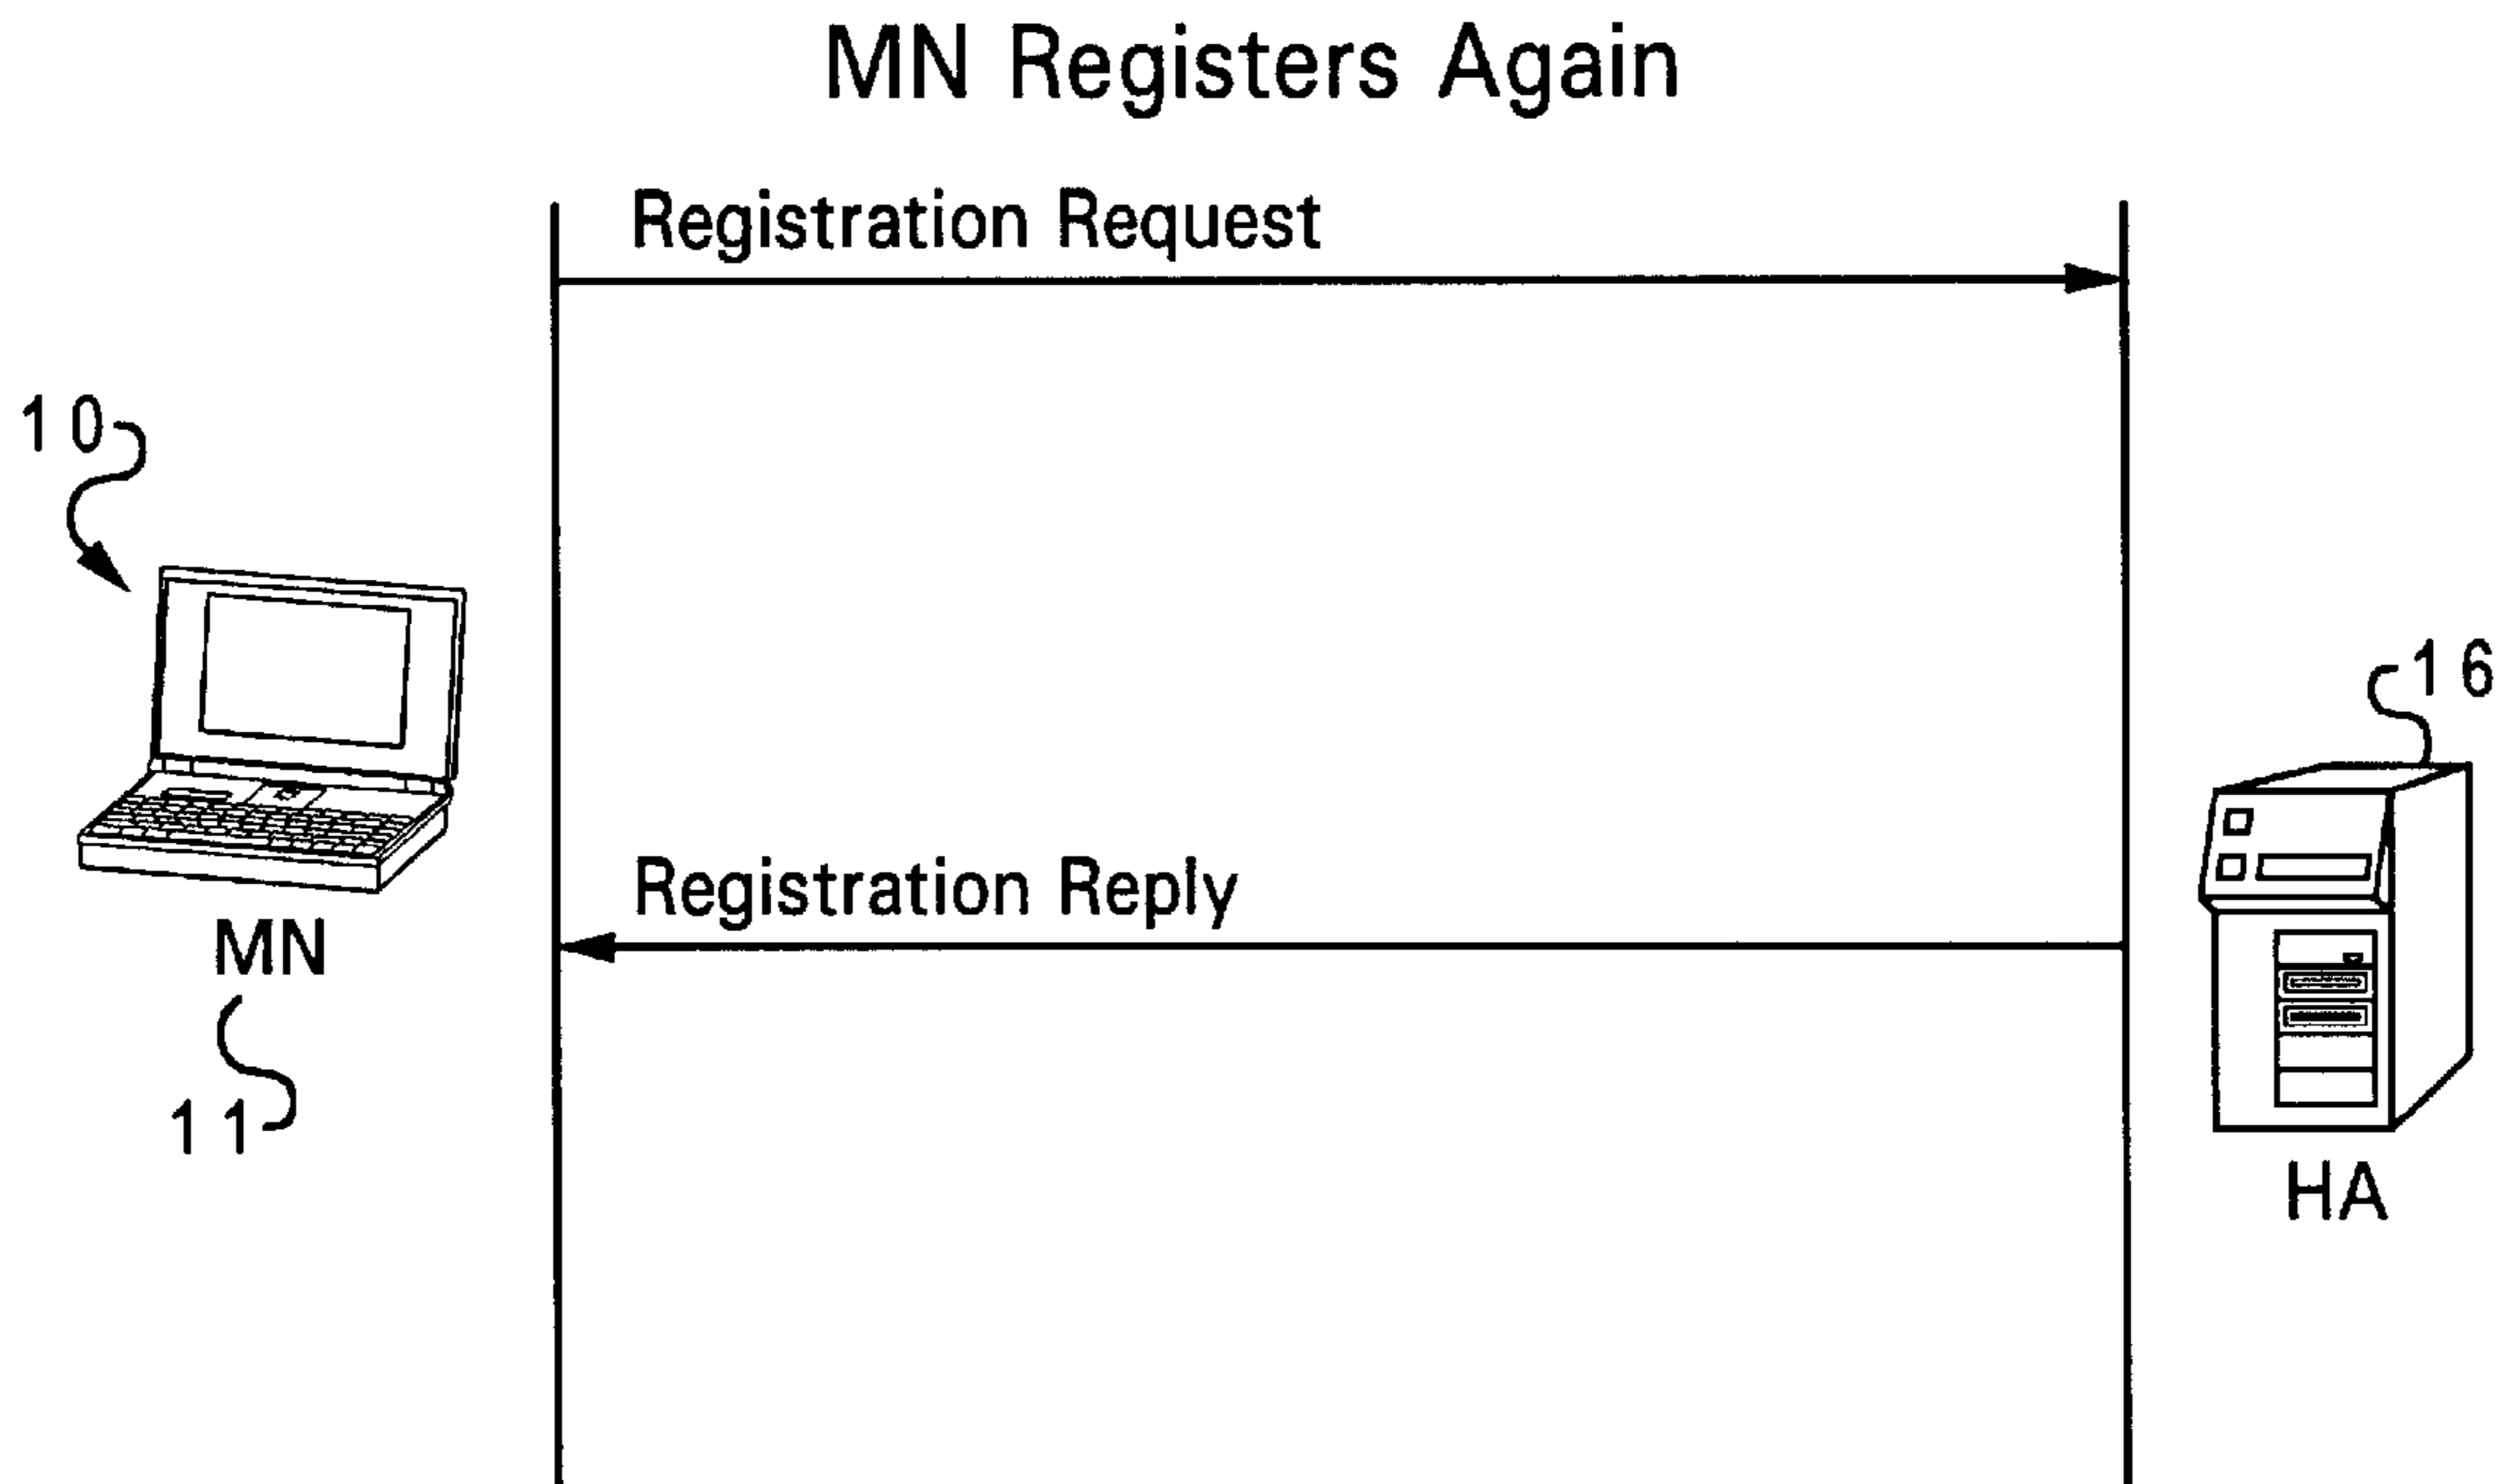 MN Registers Again
Registration Request
10
16
Registration Reply
MN
11
HA